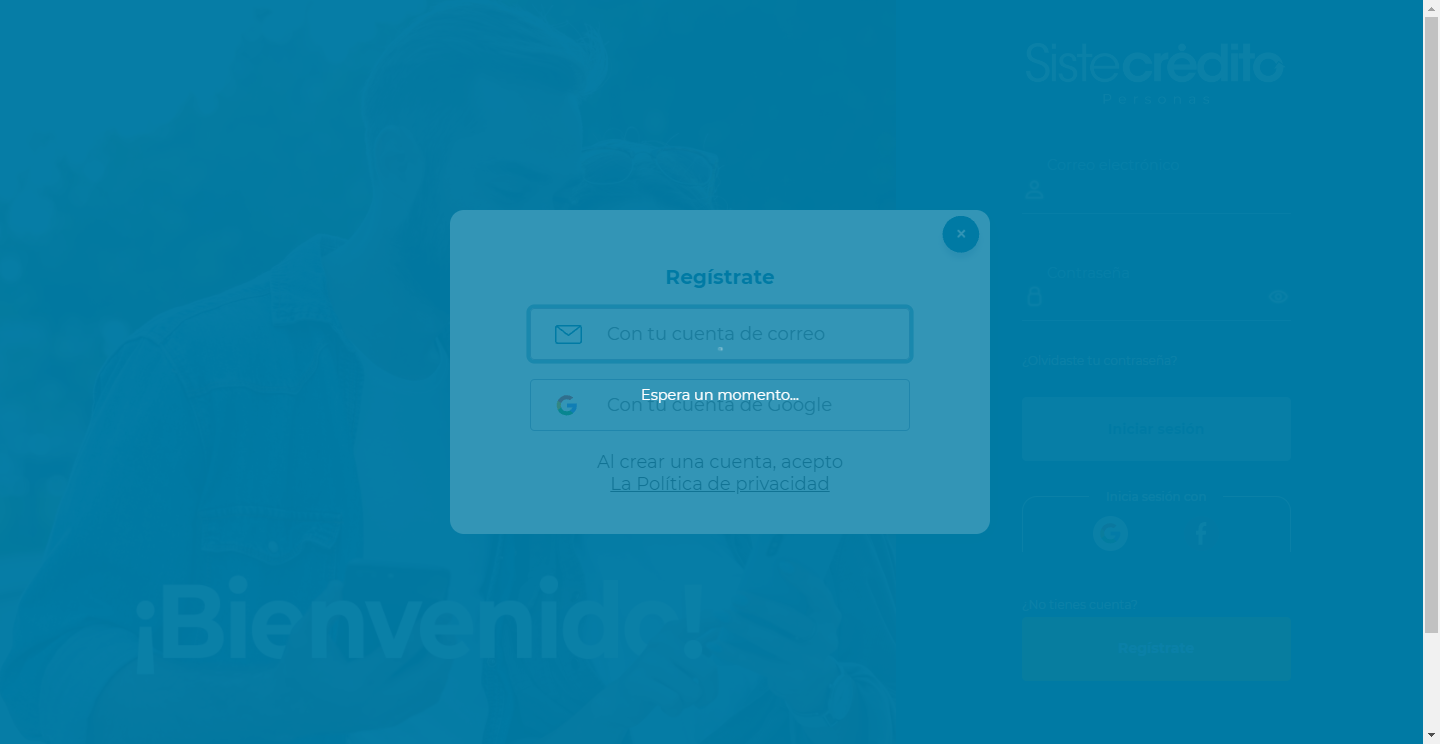 Sistecrédito
Personas
Correo electrónico
Contraseña
¿Olvidaste tu contraseña?
Iniciar sesión
Inicia sesión con
¿No tienes cuenta?
Regístrate
×
Regístrate
Con tu cuenta de correo
Espera un momento...
Con tu cuenta de Google
Al crear una cuenta, acepto
La Política de privacidad
¡Bienvenido!